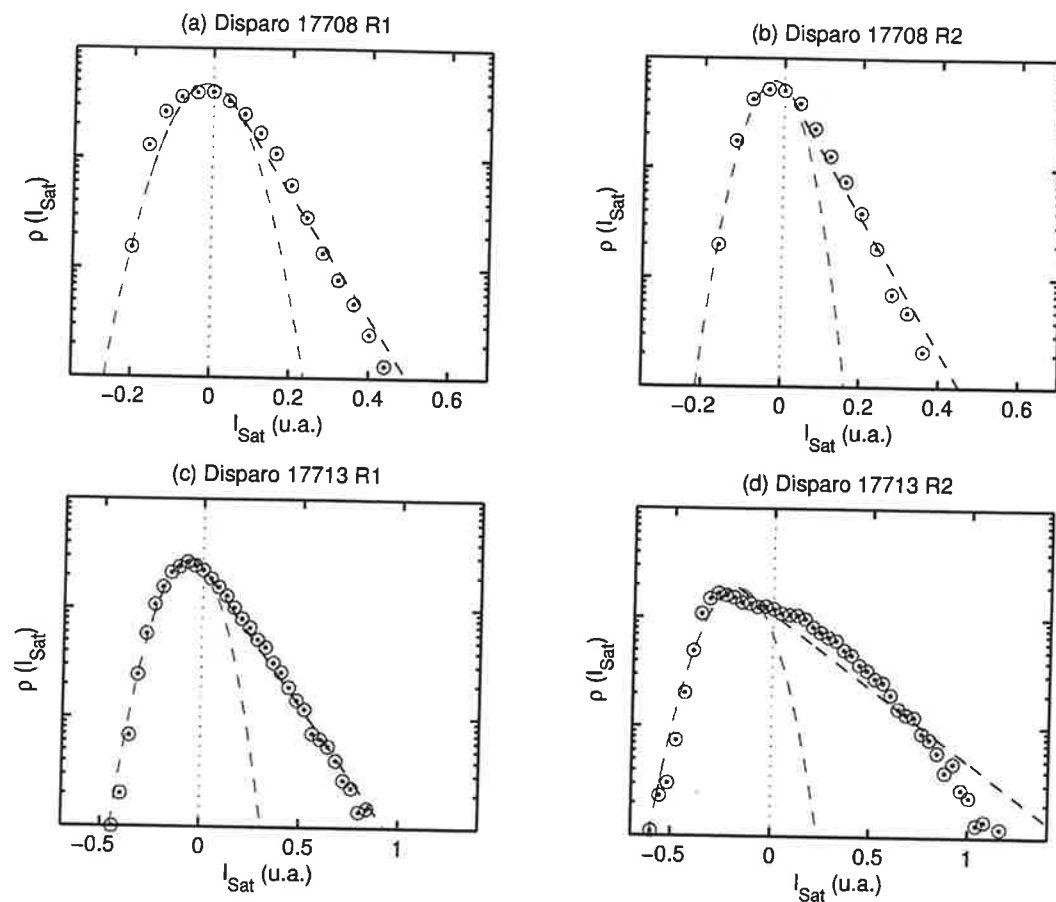 (a) Disparo 17708 R1
ρ (I_Sat)
−0.2 0 0.2 0.4 0.6
I_Sat (u.a.)
(b) Disparo 17708 R2
ρ (I_Sat)
−0.2 0 0.2 0.4 0.6
I_Sat (u.a.)
(c) Disparo 17713 R1
ρ (I_Sat)
−0.5 0 0.5 1
I_Sat (u.a.)
(d) Disparo 17713 R2
ρ (I_Sat)
−0.5 0 0.5 1
I_Sat (u.a.)